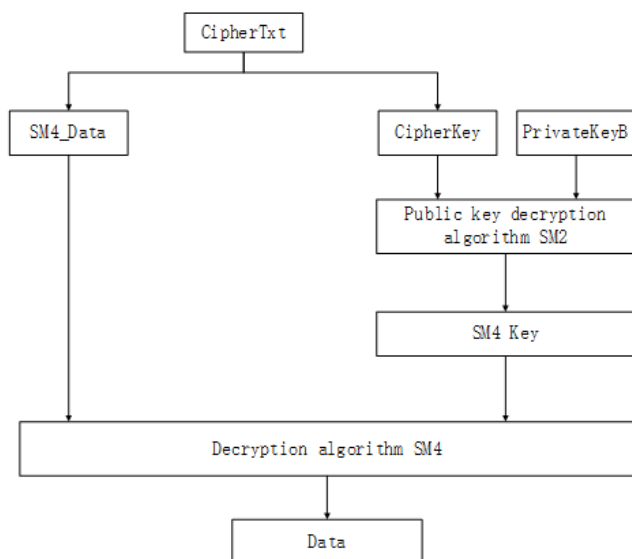 CipherTxt
SM4_Data
CipherKey
PrivateKeyB
Public key decryption
algorithm SM2
SM4 Key
Decryption algorithm SM4
Data